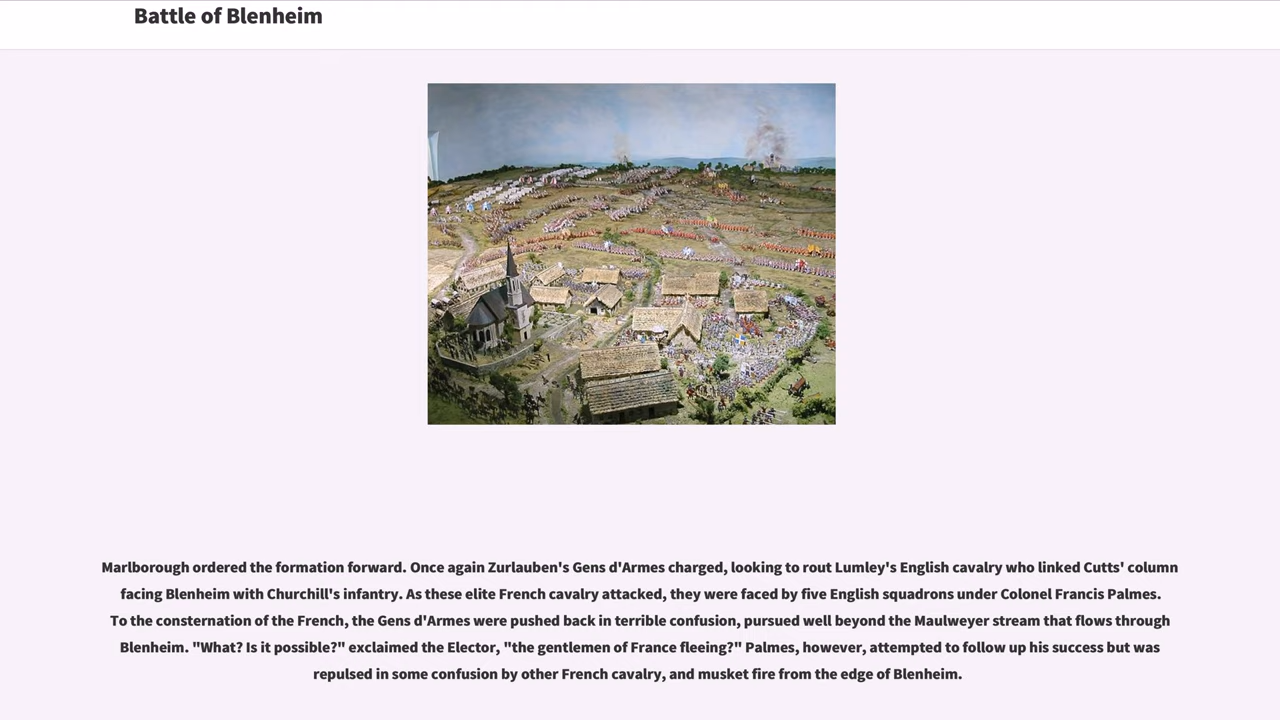 Battle of Blenheim
Marlborough ordered the formation forward. Once again Zurlauben's Gens d'Armes charged, looking to rout Lumley's English cavalry who linked Cutts' column
facing Blenheim with Churchill's infantry. As these elite French cavalry attacked, they were faced by five English squadrons under Colonel Francis Palmes.
To the consternation of the French, the Gens d'Armes were pushed back in terrible confusion, pursued well beyond the Maulweyer stream that flows through
Blenheim. "What? Is it possible?" exclaimed the Elector, "the gentlemen of France fleeing?" Palmes, however, attempted to follow up his success but was
repulsed in some confusion by other French cavalry, and musket fire from the edge of Blenheim.